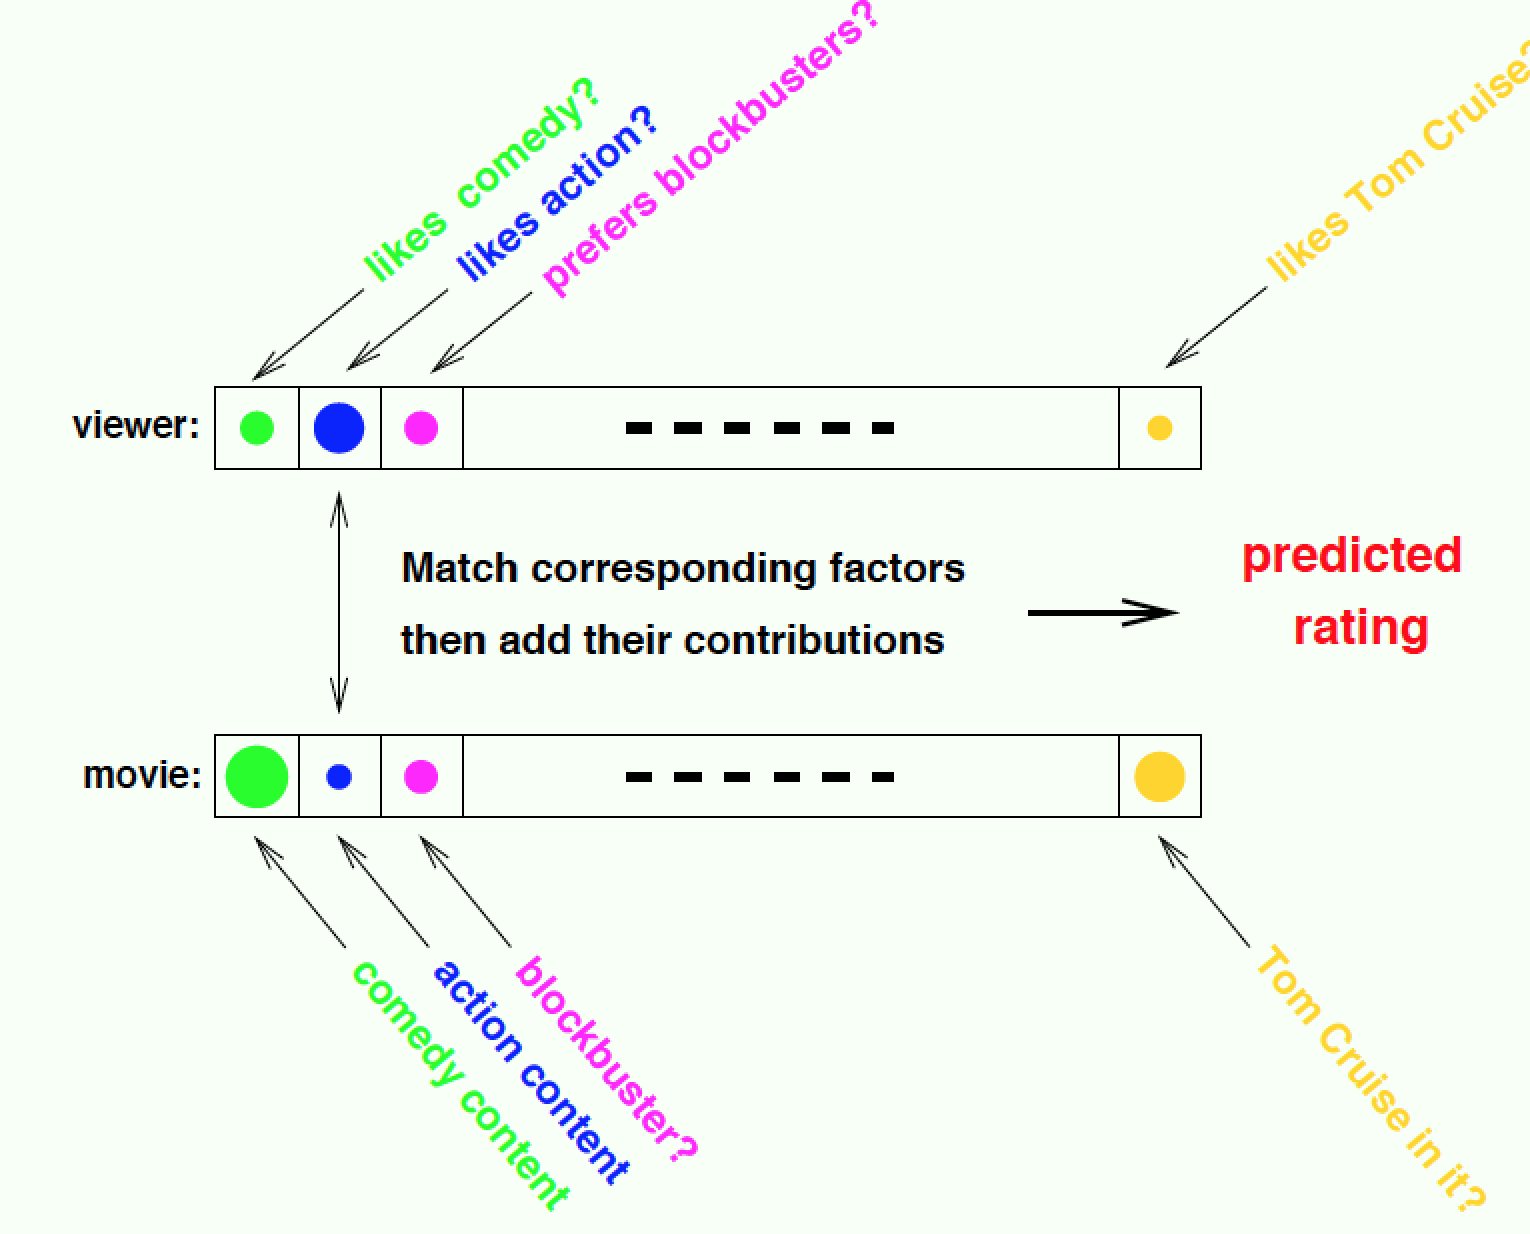 likes comedy?
likes action?
prefers blockbusters?
likes Tom Cruise?
viewer:
Match corresponding factors
then add their contributions
predicted
rating
movie:
comedy content
action content
blockbuster?
Tom Cruise in it?